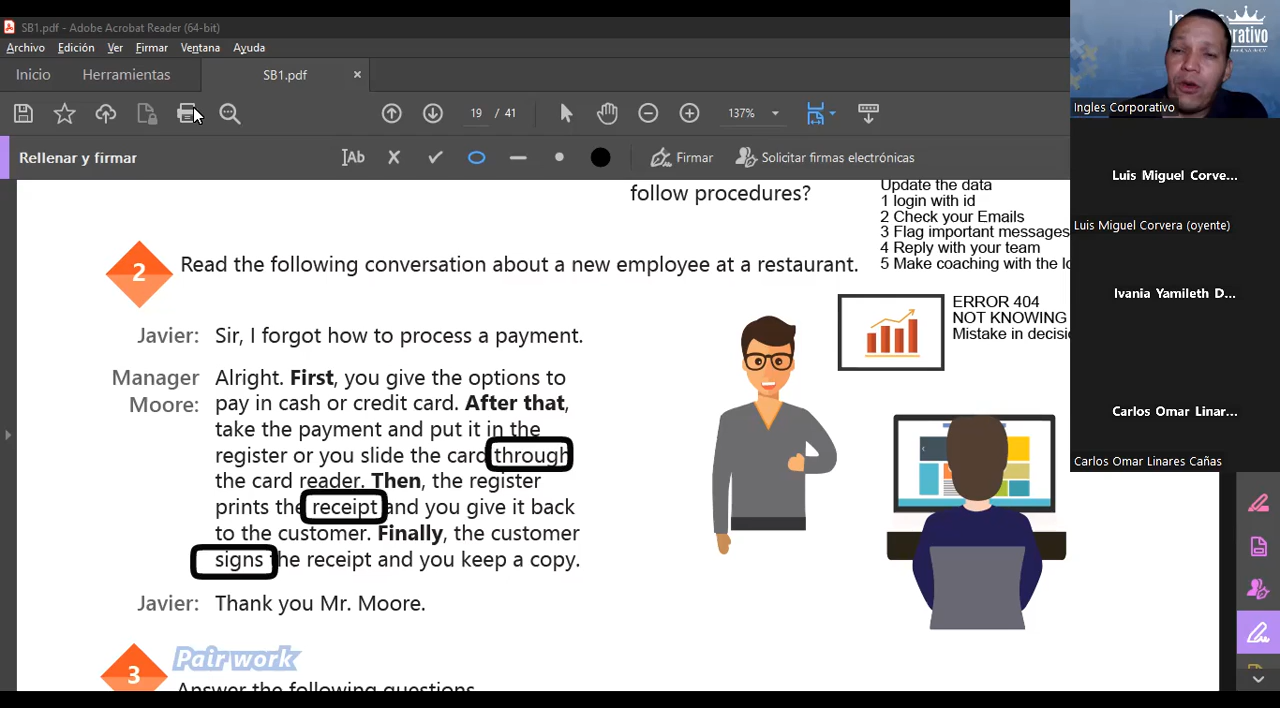 SB1.pdf - Adobe Acrobat Reader (64-bit)
Archivo Edición Ver Firmar Ventana Ayuda
Inicio Herramientas SB1.pdf ×
19 / 41 137%
Rellenar y firmar Ab Firmar Solicitar firmas electrónicas
follow procedures?
Update the data
1 login with id
2 Check your Emails
3 Flag important messages
4 Reply with your team
5 Make coaching with the
2 Read the following conversation about a new employee at a restaurant.
ERROR 404
NOT KNOWING
Mistake in
Javier: Sir, I forgot how to process a payment.
Manager Moore: Alright. First, you give the options to
pay in cash or credit card. After that,
take the payment and put it in the
register or you slide the card through
the card reader. Then, the register
prints the receipt and you give it back
to the customer. Finally, the customer
signs the receipt and you keep a copy.
Javier: Thank you Mr. Moore.
3 Pair work
Answer the following questions
Ingles Corporativo
Luis Miguel Corve...
Luis Miguel Corvera (oyente)
Ivania Yamileth D...
Carlos Omar Linar...
Carlos Omar Linares Cañas